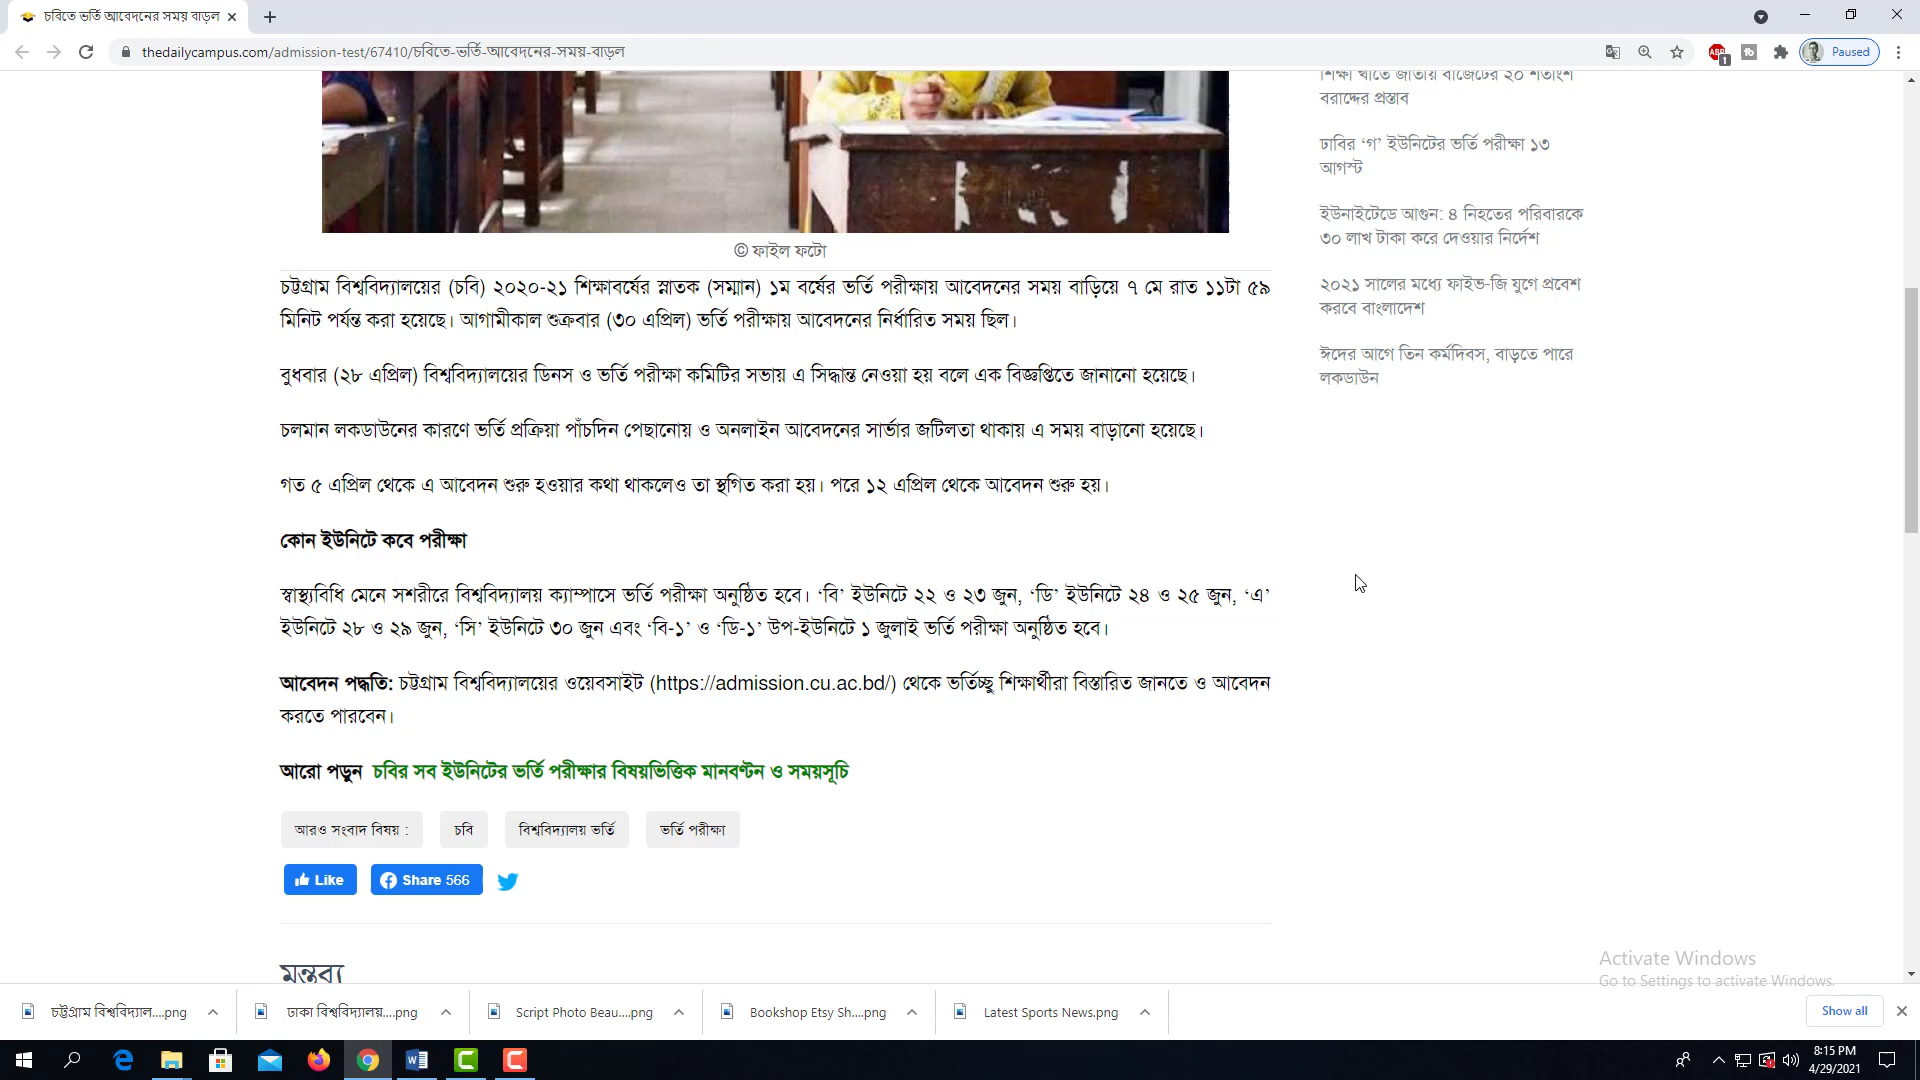 চবিতে ভর্তি আবেদনের সময় বাড়ল
thedailycampus.com/admission-test/67410/চবিতে-ভর্তি-আবেদনের-সময়-বাড়ল
Paused
শিক্ষা খাতে জাতীয় বাজেটের ২০ শতাংশ
বরাদ্দের প্রস্তাব
ঢাবির ‘গ’ ইউনিটের ভর্তি পরীক্ষা ১৩
আগস্ট
ইউনাইটেডে আগুন: ৪ নিহতের পরিবারকে
৩০ লাখ টাকা করে দেওয়ার নির্দেশ
২০২১ সালের মধ্যে ফাইভ-জি যুগে প্রবেশ
করবে বাংলাদেশ
ঈদের আগে তিন কর্মদিবস, বাড়তে পারে
লকডাউন
© ফাইল ফটো
চট্টগ্রাম বিশ্ববিদ্যালয়ের (চবি) ২০২০-২১ শিক্ষাবর্ষের স্নাতক (সম্মান) ১ম বর্ষের ভর্তি পরীক্ষায় আবেদনের সময় বাড়িয়ে ৭ মে রাত ১১টা ৫৯
মিনিট পর্যন্ত করা হয়েছে। আগামীকাল শুক্রবার (৩০ এপ্রিল) ভর্তি পরীক্ষায় আবেদনের নির্ধারিত সময় ছিল।
বুধবার (২৮ এপ্রিল) বিশ্ববিদ্যালয়ের ডিনস ও ভর্তি পরীক্ষা কমিটির সভায় এ সিদ্ধান্ত নেওয়া হয় বলে এক বিজ্ঞপ্তিতে জানানো হয়েছে।
চলমান লকডাউনের কারণে ভর্তি প্রক্রিয়া পাঁচদিন পেছানোয় ও অনলাইন আবেদনের সার্ভার জটিলতা থাকায় এ সময় বাড়ানো হয়েছে।
গত ৫ এপ্রিল থেকে এ আবেদন শুরু হওয়ার কথা থাকলেও তা স্থগিত করা হয়। পরে ১২ এপ্রিল থেকে আবেদন শুরু হয়।
কোন ইউনিটে কবে পরীক্ষা
স্বাস্থ্যবিধি মেনে সশরীরে বিশ্ববিদ্যালয় ক্যাম্পাসে ভর্তি পরীক্ষা অনুষ্ঠিত হবে। ‘বি’ ইউনিটে ২২ ও ২৩ জুন, ‘ডি’ ইউনিটে ২৪ ও ২৫ জুন, ‘এ’
ইউনিটে ২৮ ও ২৯ জুন, ‘সি’ ইউনিটে ৩০ জুন এবং ‘বি-১’ ও ‘ডি-১’ উপ-ইউনিটে ১ জুলাই ভর্তি পরীক্ষা অনুষ্ঠিত হবে।
আবেদন পদ্ধতি: চট্টগ্রাম বিশ্ববিদ্যালয়ের ওয়েবসাইট (https://admission.cu.ac.bd/) থেকে ভর্তিচ্ছু শিক্ষার্থীরা বিস্তারিত জানতে ও আবেদন
করতে পারবেন।
আরো পড়ুন চবির সব ইউনিটের ভর্তি পরীক্ষার বিষয়ভিত্তিক মানবণ্টন ও সময়সূচি
আরও সংবাদ বিষয় : চবি বিশ্ববিদ্যালয় ভর্তি ভর্তি পরীক্ষা
Like Share 566
মন্তব্য
Activate Windows
Go to Settings to activate Windows.
চট্টগ্রাম বিশ্ববিদ্যাল....png ঢাকা বিশ্ববিদ্যালয়....png Script Photo Beau....png Bookshop Etsy Sh....png Latest Sports News.png Show all
8:15 PM
4/29/2021